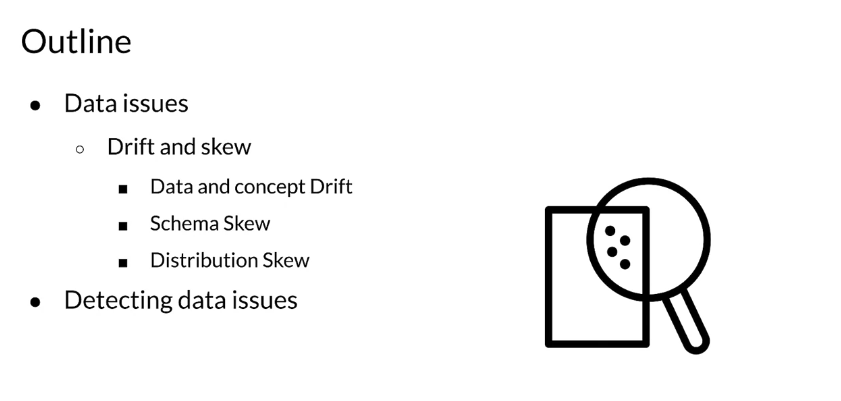 Outline
● Data issues
○ Drift and skew
■ Data and concept Drift
■ Schema Skew
■ Distribution Skew
● Detecting data issues